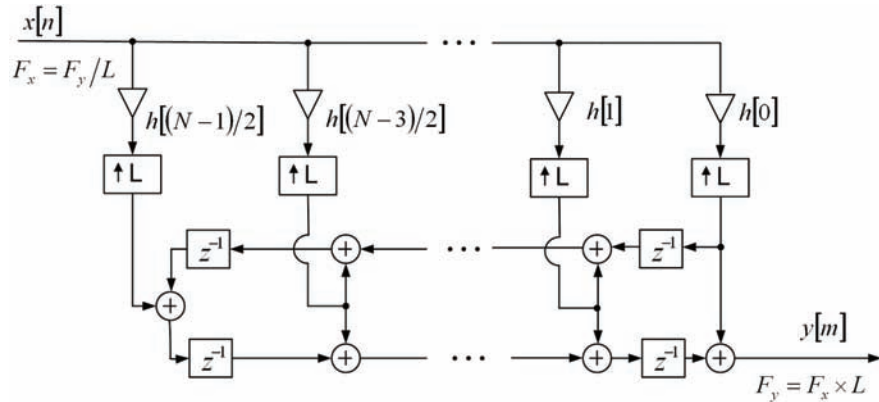 x[n]
F_x = F_y/L
h[(N−1)/2]
h[(N−3)/2]
h[1]
h[0]
↑L
↑L
↑L
↑L
...
z⁻¹
+
...
+
z⁻¹
+
z⁻¹
+
...
+
z⁻¹
+
y[m]
F_y = F_x × L